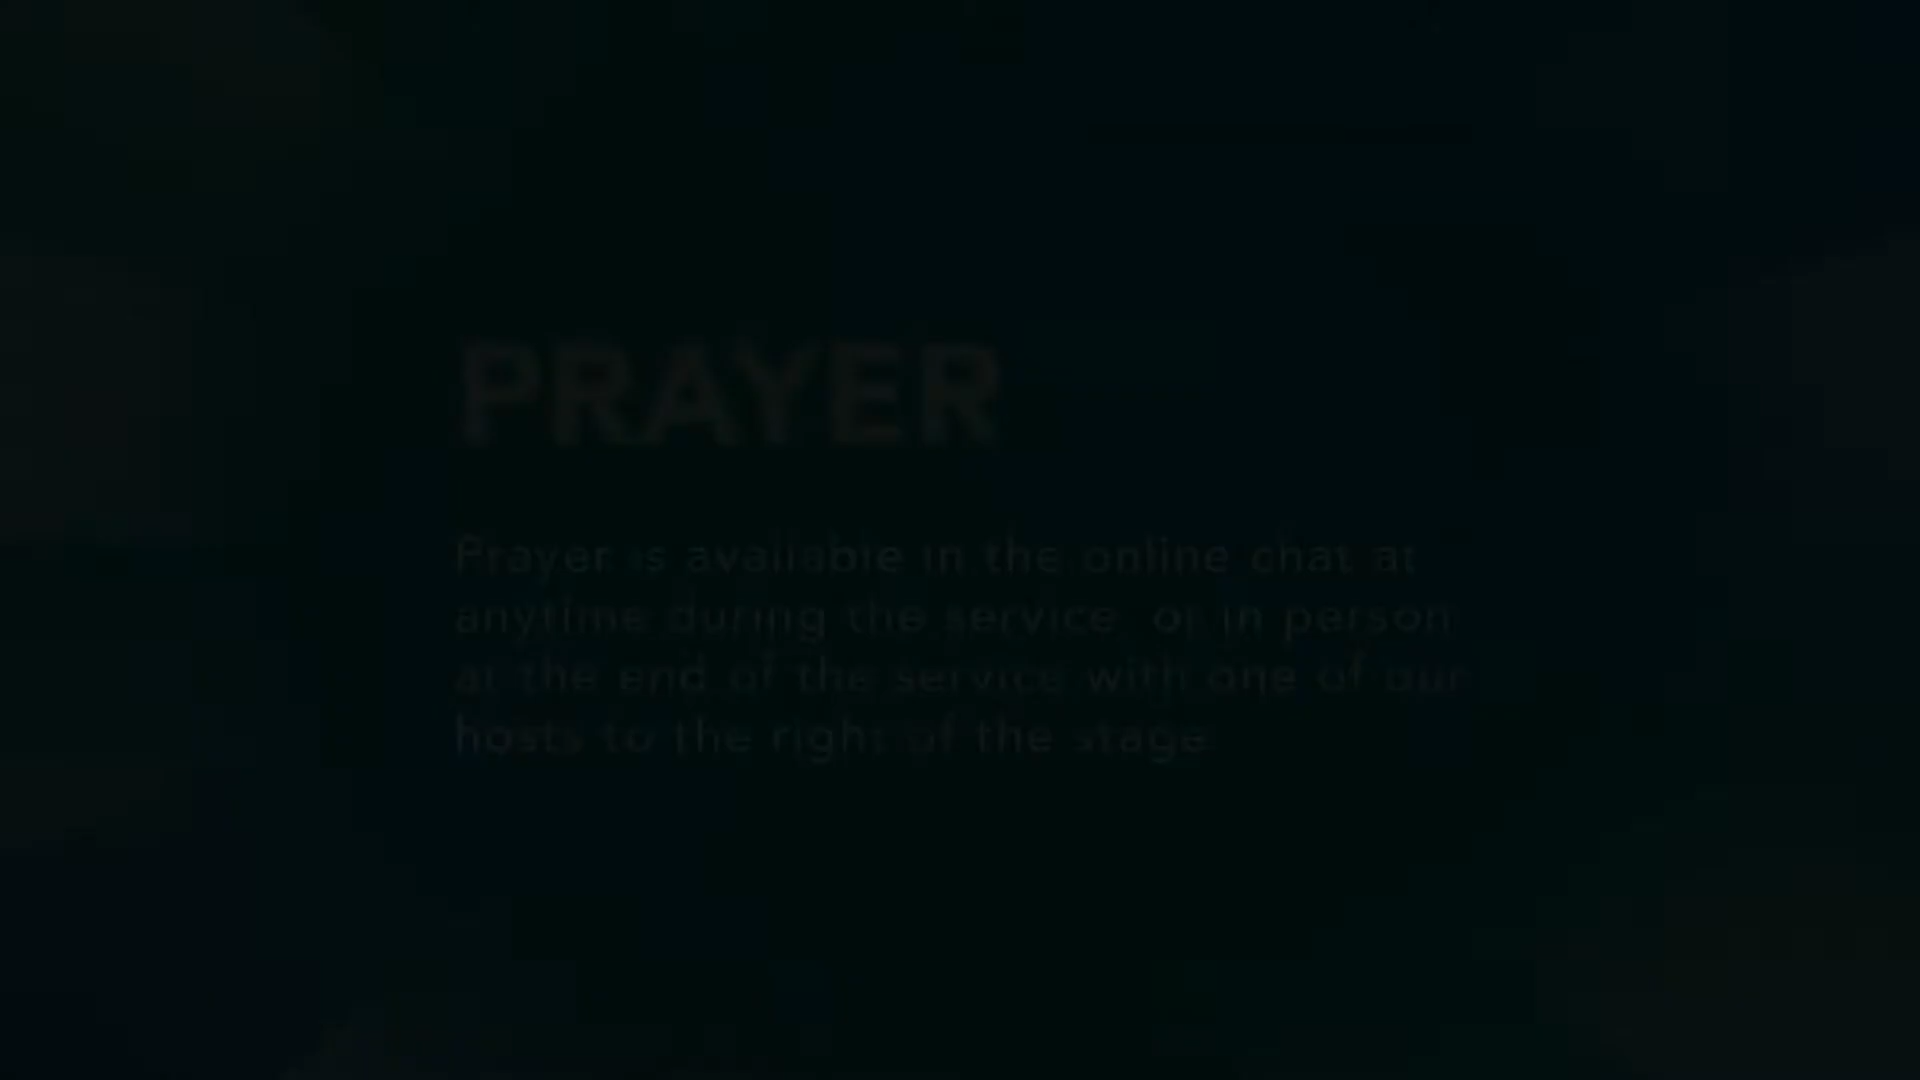 PRAYER
Prayer is available in the online chat at
anytime during the service, or in person
at the end of the service with one of our
hosts to the right of the stage.